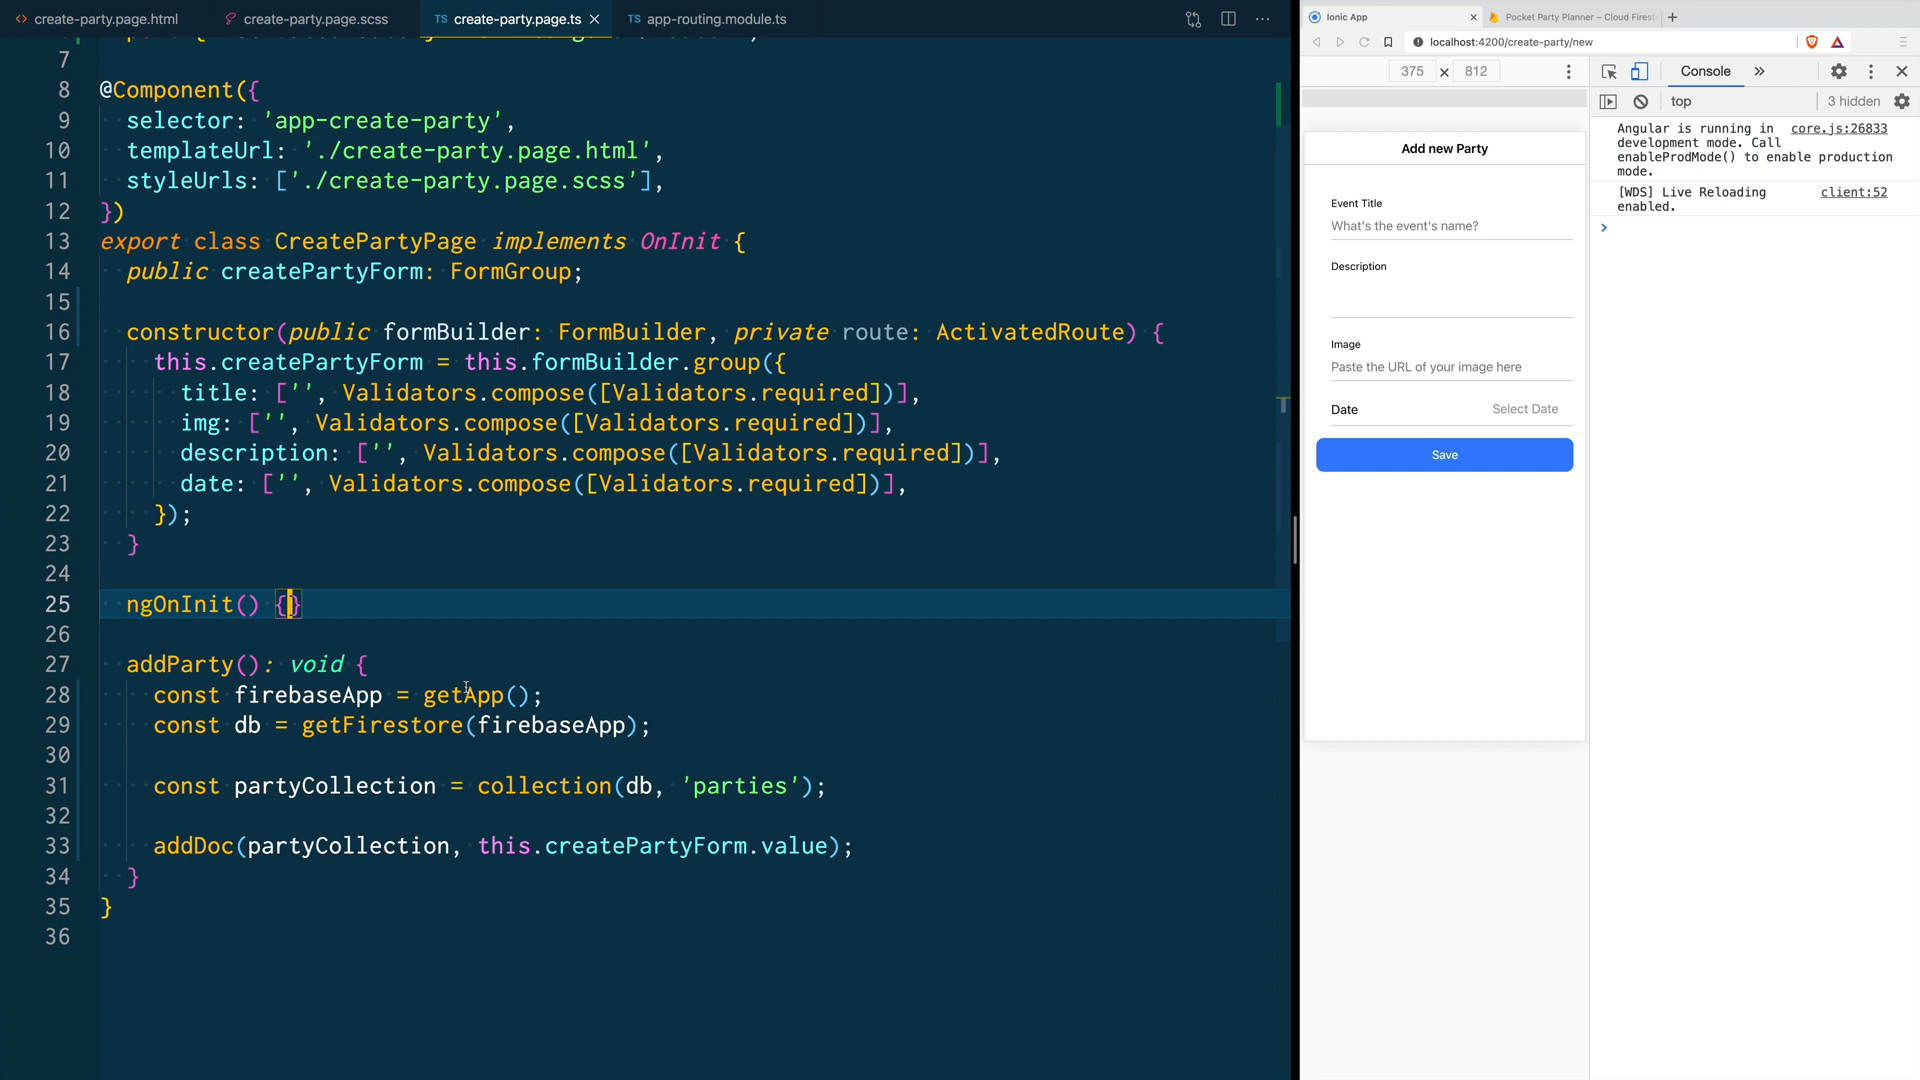 create-party.page.html
create-party.page.scss
TS create-party.page.ts
TS app-routing.module.ts
7
8 @Component({
9 selector: 'app-create-party',
10 templateUrl: './create-party.page.html',
11 styleUrls: ['./create-party.page.scss'],
12 })
13 export class CreatePartyPage implements OnInit {
14 public createPartyForm: FormGroup;
15
16 constructor(public formBuilder: FormBuilder, private route: ActivatedRoute) {
17 this.createPartyForm = this.formBuilder.group({
18 title: ['', Validators.compose([Validators.required])],
19 img: ['', Validators.compose([Validators.required])],
20 description: ['', Validators.compose([Validators.required])],
21 date: ['', Validators.compose([Validators.required])],
22 });
23 }
24
25 ngOnInit() {}
26
27 addParty(): void {
28 const firebaseApp = getApp();
29 const db = getFirestore(firebaseApp);
30
31 const partyCollection = collection(db, 'parties');
32
33 addDoc(partyCollection, this.createPartyForm.value);
34 }
35 }
36
Ionic App
Pocket Party Planner – Cloud Fires
localhost:4200/create-party/new
375 × 812
Console
top
3 hidden
Add new Party
Event Title
What's the event's name?
Description
Image
Paste the URL of your image here
Date Select Date
Save
Angular is running in core.js:26833
development mode. Call
enableProdMode() to enable production
mode.
[WDS] Live Reloading client:52
enabled.